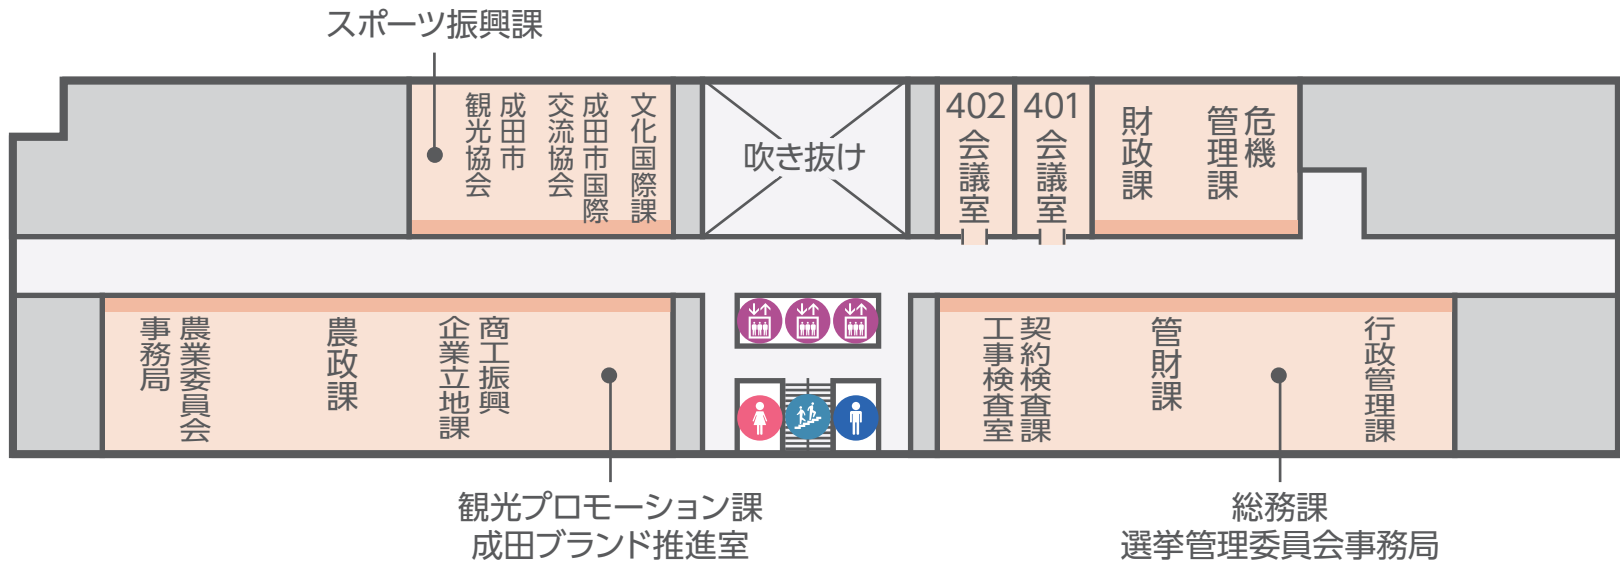 スポーツ振興課
成田市
観光協会
成田市国際
交流協会
文化国際課
吹き抜け
402
会議室
401
会議室
財政課
危機
管理課
農業委員会
事務局
農政課
商工振興
企業立地課
契約検査課
工事検査室
管財課
行政管理課
観光プロモーション課
成田ブランド推進室
総務課
選挙管理委員会事務局